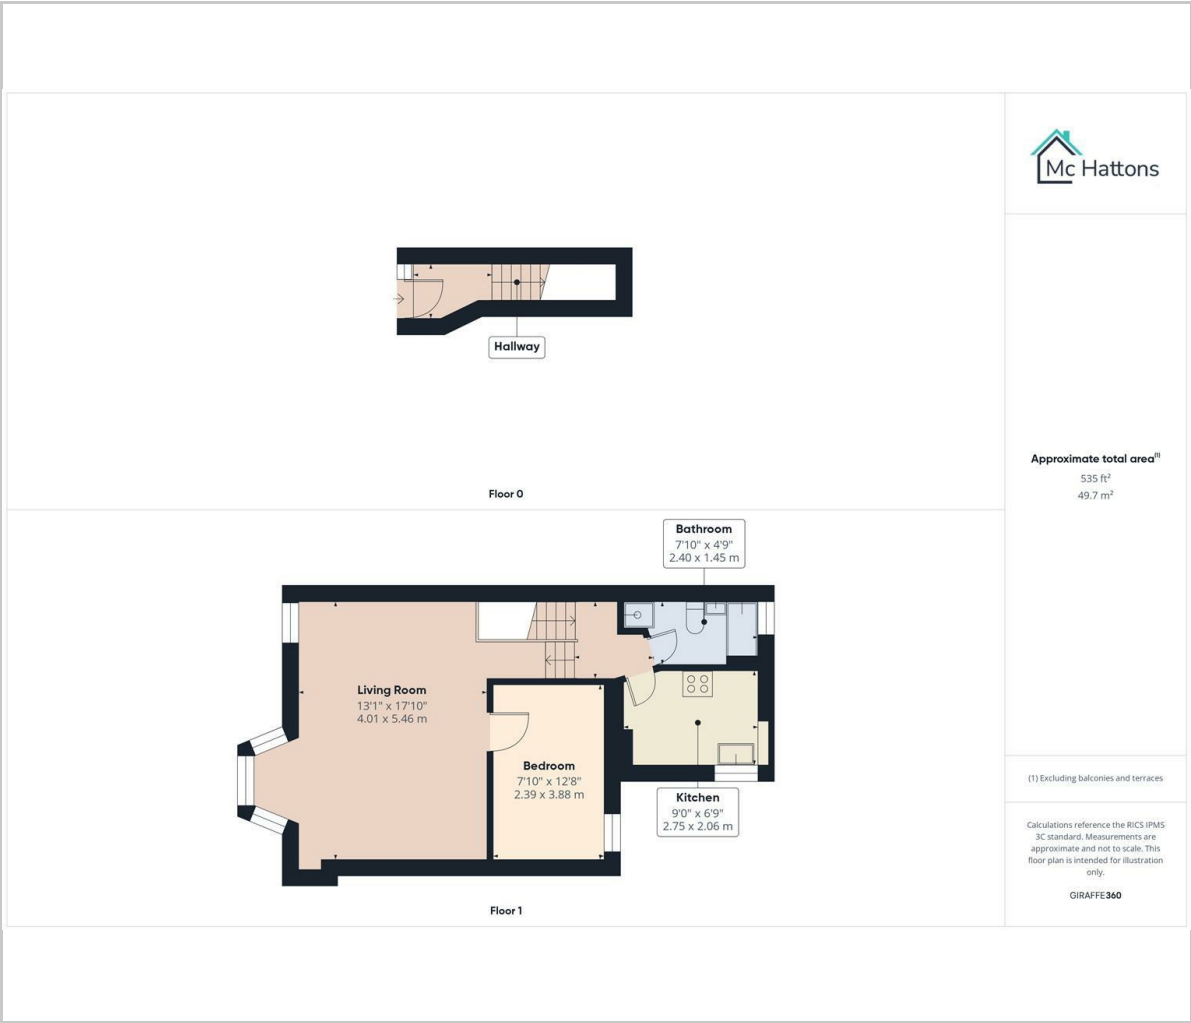 Mc Hattons
Hallway
Floor 0
Approximate total area(1)
535 ft²
49.7 m²
Bathroom
7'10" x 4'9"
2.40 x 1.45 m
Living Room
13'1" x 17'10"
4.01 x 5.46 m
Bedroom
7'10" x 12'8"
2.39 x 3.88 m
Kitchen
9'0" x 6'9"
2.75 x 2.06 m
Floor 1
(1) Excluding balconies and terraces
Calculations reference the RICS IPMS
3C standard. Measurements are
approximate and not to scale. This
floor plan is intended for illustration
only.
GIRAFFE360